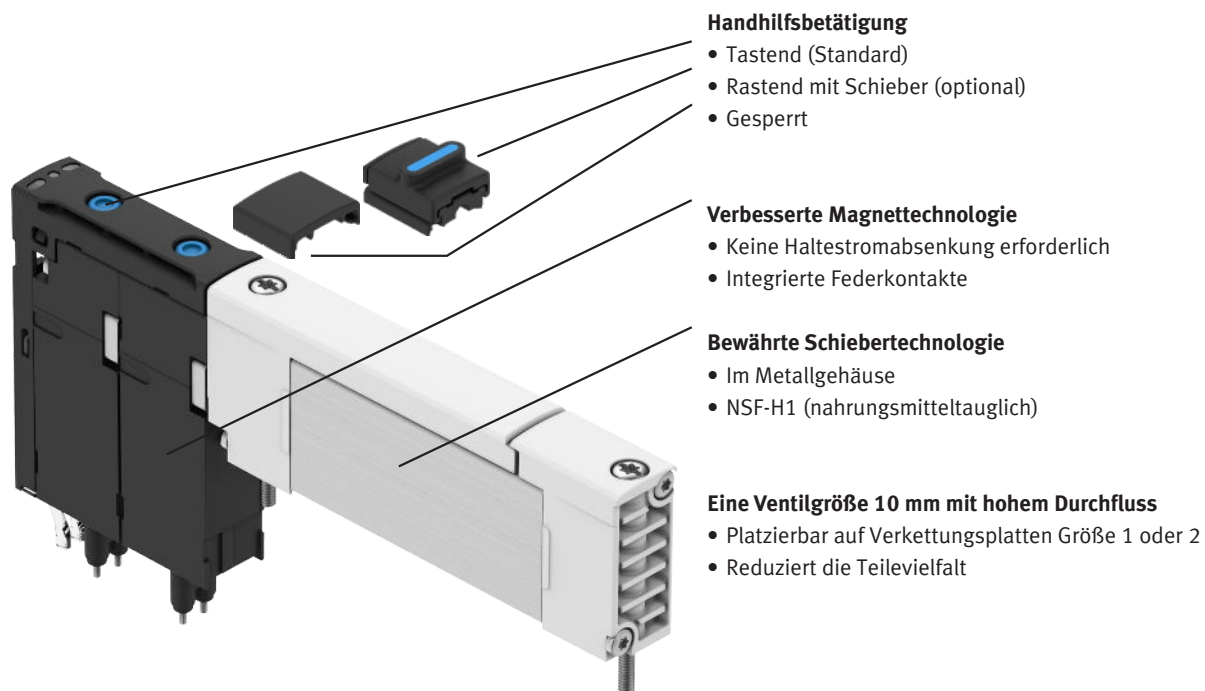 Handhilfsbetätigung
• Tastend (Standard)
• Rastend mit Schieber (optional)
• Gesperrt
Verbesserte Magnettechnologie
• Keine Haltestromabsenkung erforderlich
• Integrierte Federkontakte
Bewährte Schiebertechnologie
• Im Metallgehäuse
• NSF-H1 (nahrungsmitteltauglich)
Eine Ventilgröße 10 mm mit hohem Durchfluss
• Platzierbar auf Verkettungsplatten Größe 1 oder 2
• Reduziert die Teilevielfalt